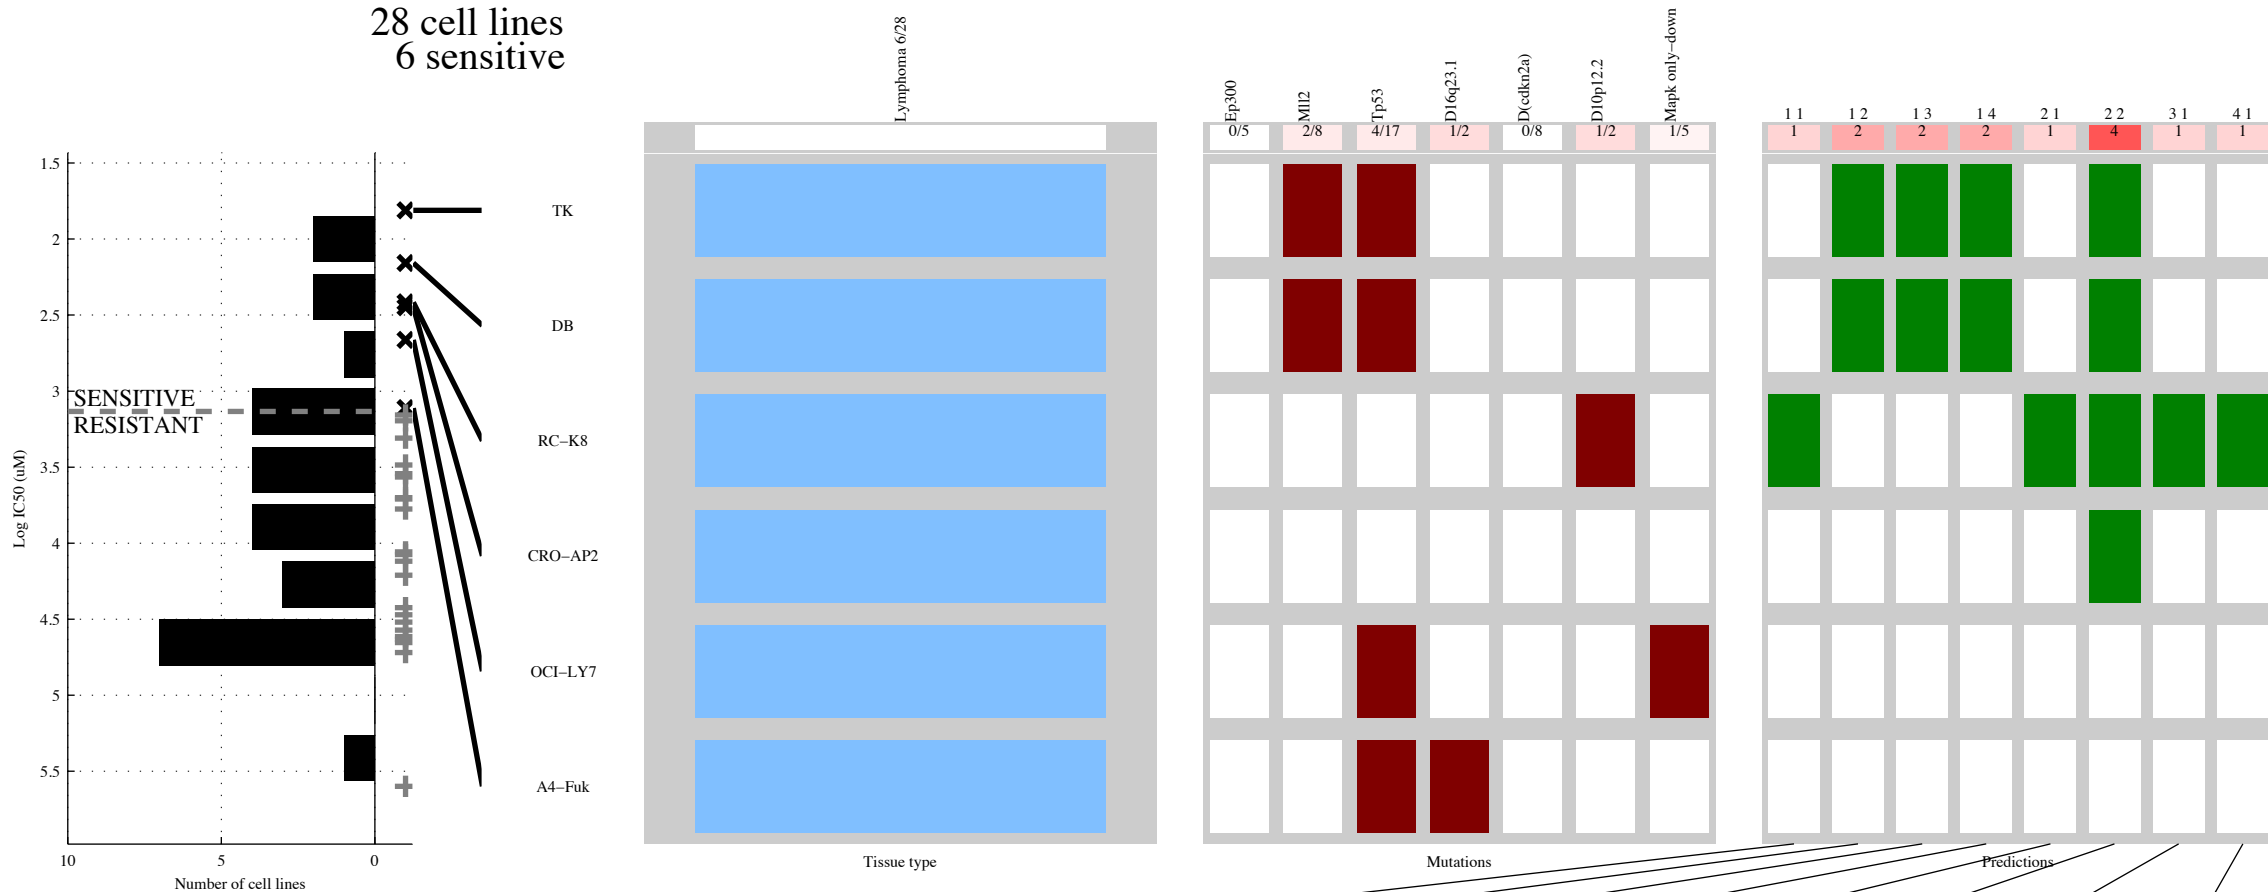 28 cell lines
6 sensitive
Lymphoma 6/28
Ep300
Mll2
Tp53
D16q23.1
D(cdkn2a)
D10p12.2
Mapk only−down
1 1
1 2
1 3
1 4
2 1
2 2
3 1
4 1
0/5
2/8
4/17
1/2
0/8
1/2
1/5
1
2
2
2
1
4
1
1
1.5
2
2.5
3
3.5
4
4.5
5
5.5
Log IC50 (uM)
SENSITIVE
RESISTANT
TK
DB
RC−K8
CRO−AP2
OCI−LY7
A4−Fuk
10
5
0
Number of cell lines
Tissue type
Mutations
Predictions